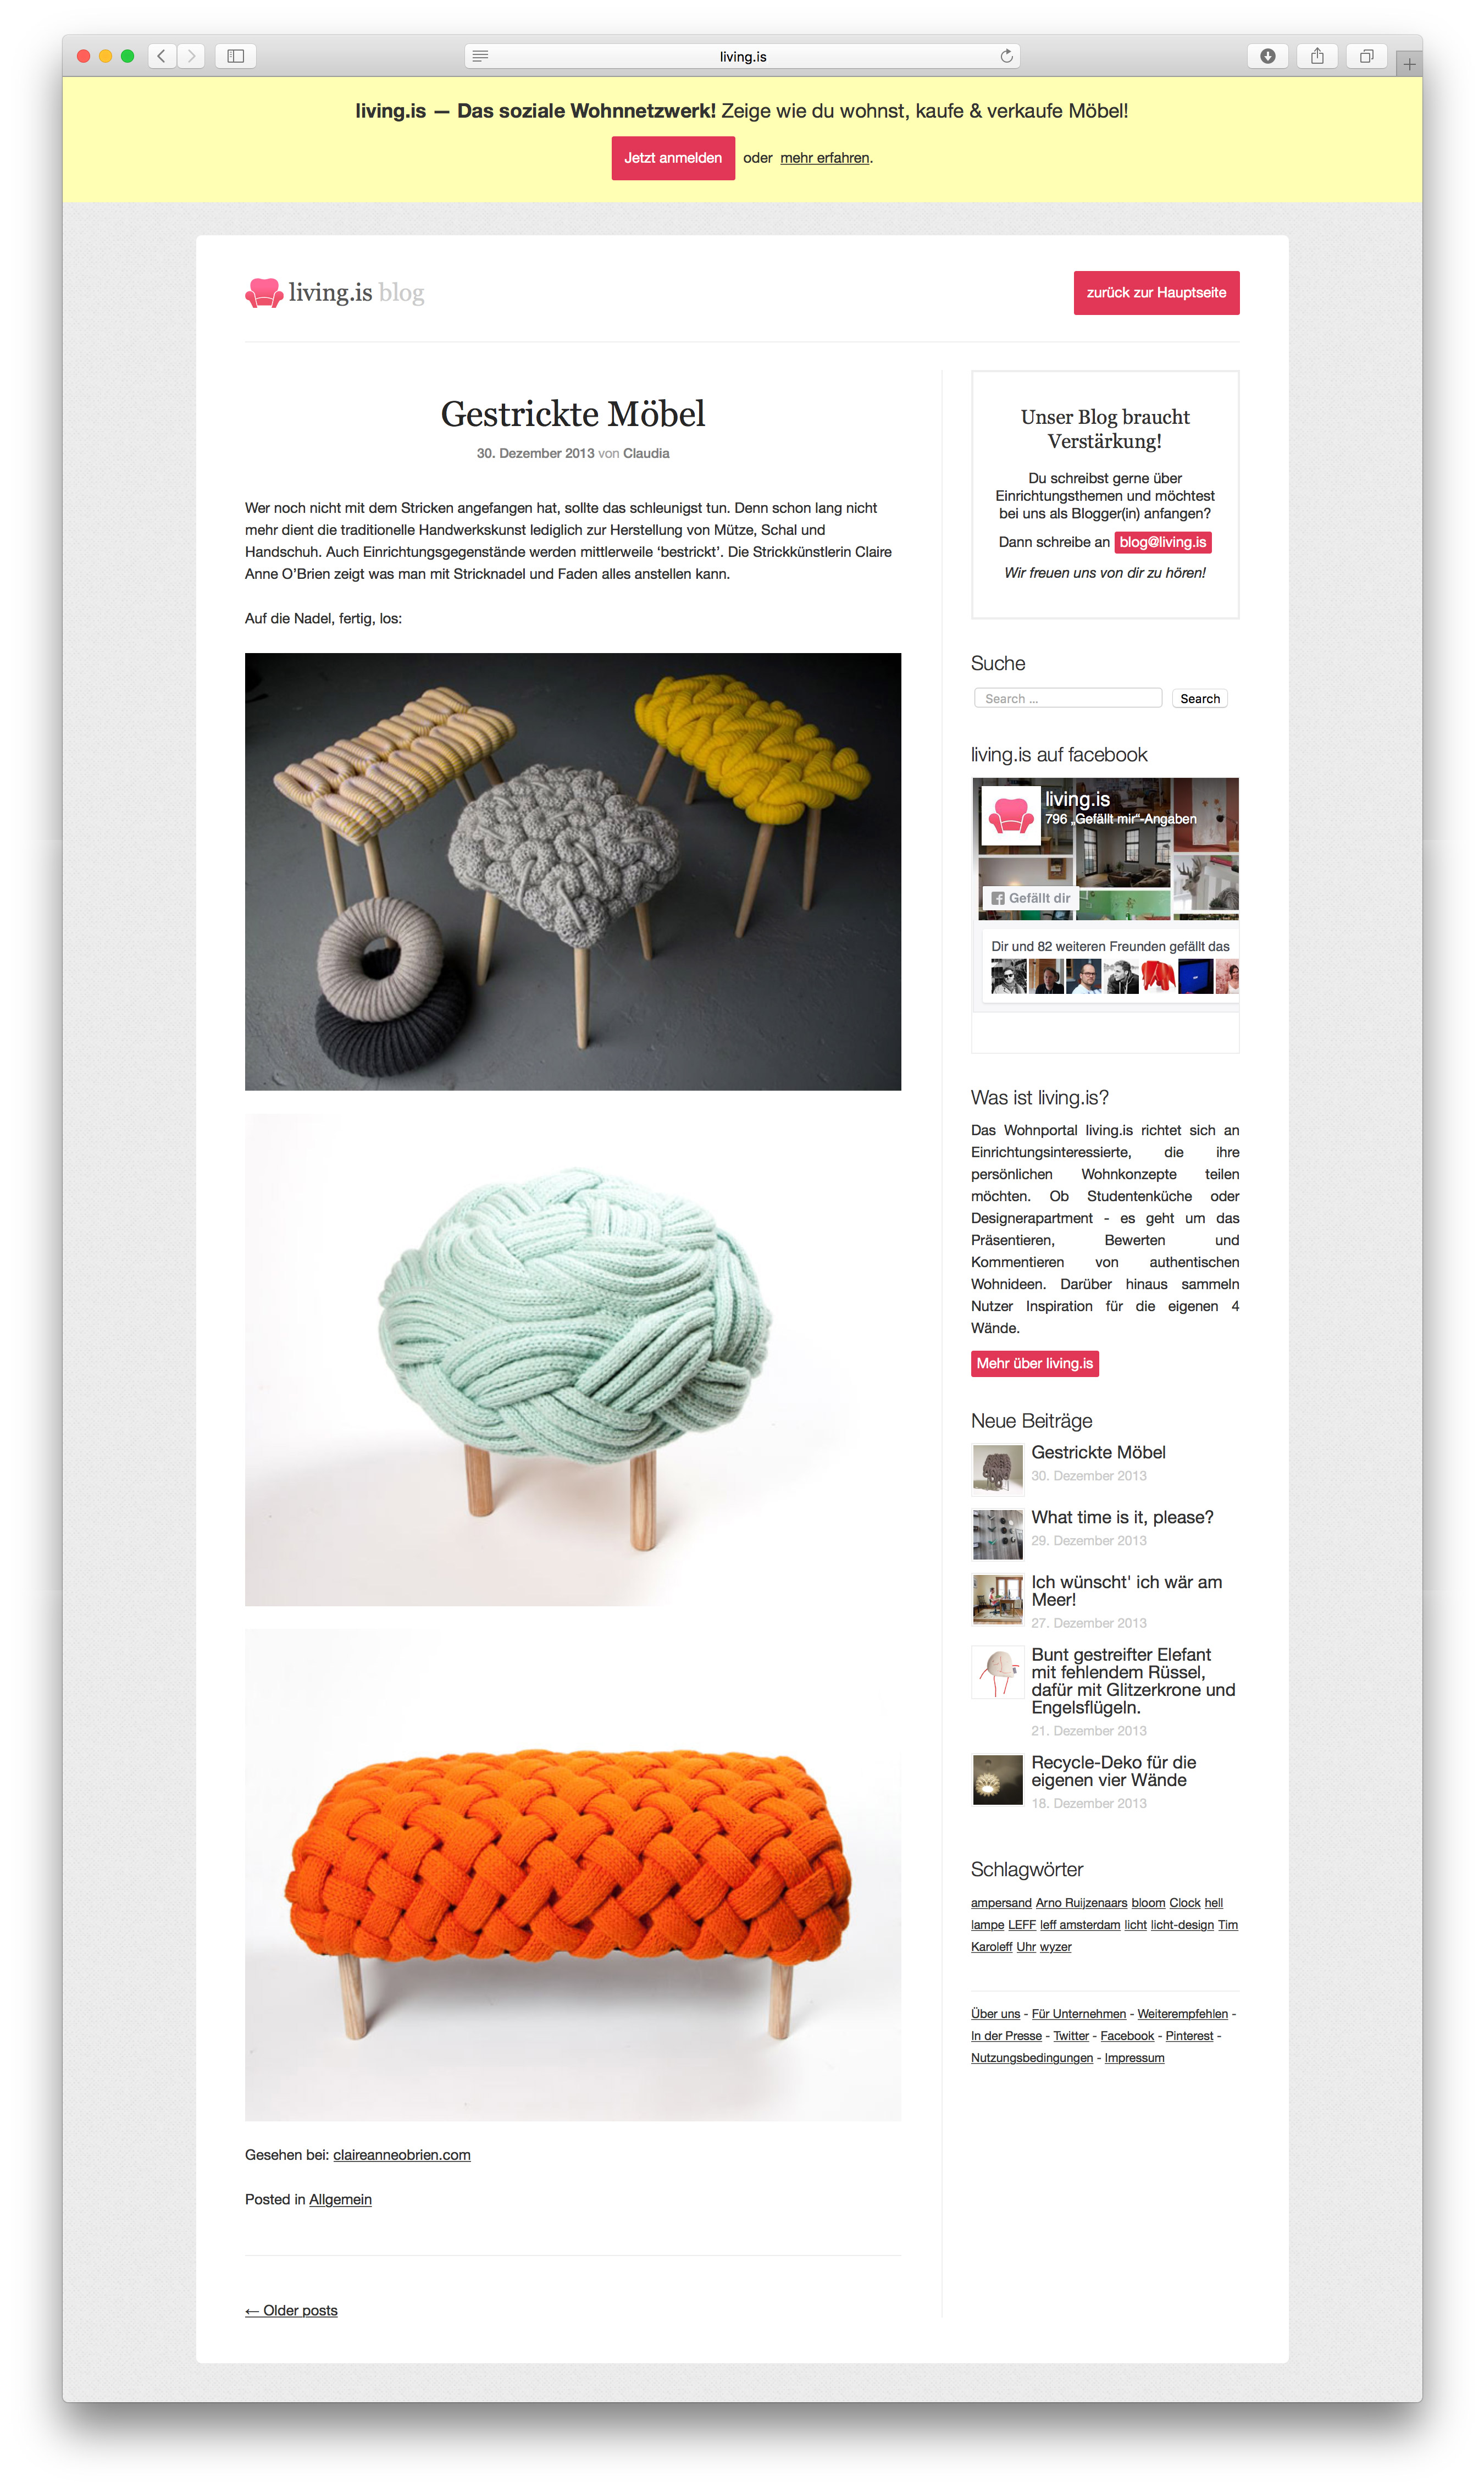 living.is
living.is — Das soziale Wohnnetzwerk! Zeige wie du wohnst, kaufe & verkaufe Möbel!
Jetzt anmelden oder mehr erfahren.
living.is blog
zurück zur Hauptseite
Gestrickte Möbel
30. Dezember 2013 von Claudia
Wer noch nicht mit dem Stricken angefangen hat, sollte das schleunigst tun. Denn schon lang nicht
mehr dient die traditionelle Handwerkskunst lediglich zur Herstellung von Mütze, Schal und
Handschuh. Auch Einrichtungsgegenstände werden mittlerweile ‘bestrickt’. Die Strickkünstlerin Claire
Anne O’Brien zeigt was man mit Stricknadel und Faden alles anstellen kann.
Auf die Nadel, fertig, los:
Gesehen bei: claireanneobrien.com
Posted in Allgemein
← Older posts
Unser Blog braucht
Verstärkung!
Du schreibst gerne über
Einrichtungsthemen und möchtest
bei uns als Blogger(in) anfangen?
Dann schreibe an blog@living.is
Wir freuen uns von dir zu hören!
Suche
Search ...
Search
living.is auf facebook
living.is
796 „Gefällt mir“-Angaben
Gefällt dir
Dir und 82 weiteren Freunden gefällt das
Was ist living.is?
Das Wohnportal living.is richtet sich an
Einrichtungsinteressierte, die ihre
persönlichen Wohnkonzepte teilen
möchten. Ob Studentenküche oder
Designerapartment - es geht um das
Präsentieren, Bewerten und
Kommentieren von authentischen
Wohnideen. Darüber hinaus sammeln
Nutzer Inspiration für die eigenen 4
Wände.
Mehr über living.is
Neue Beiträge
Gestrickte Möbel
30. Dezember 2013
What time is it, please?
29. Dezember 2013
Ich wünscht' ich wär am
Meer!
27. Dezember 2013
Bunt gestreifter Elefant
mit fehlendem Rüssel,
dafür mit Glitzerkrone und
Engelsflügeln.
21. Dezember 2013
Recycle-Deko für die
eigenen vier Wände
18. Dezember 2013
Schlagwörter
ampersand Arno Ruijzenaars bloom Clock hell
lampe LEFF leff amsterdam licht licht-design Tim
Karoleff Uhr wyzer
Über uns - Für Unternehmen - Weiterempfehlen -
In der Presse - Twitter - Facebook - Pinterest -
Nutzungsbedingungen - Impressum